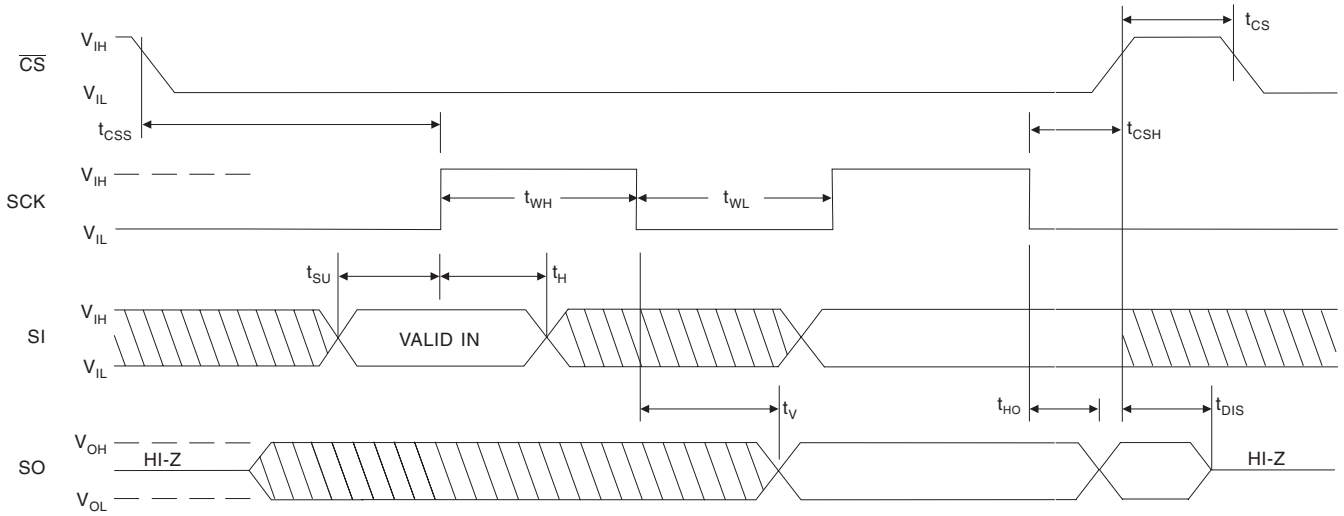 t_CS
V_IH
C̅S̅
V_IL
t_CSS
t_CSH
V_IH
SCK
t_WH
t_WL
V_IL
t_SU
t_H
V_IH
SI
VALID IN
V_IL
t_V
t_HO
t_DIS
V_OH
SO
HI-Z
HI-Z
V_OL